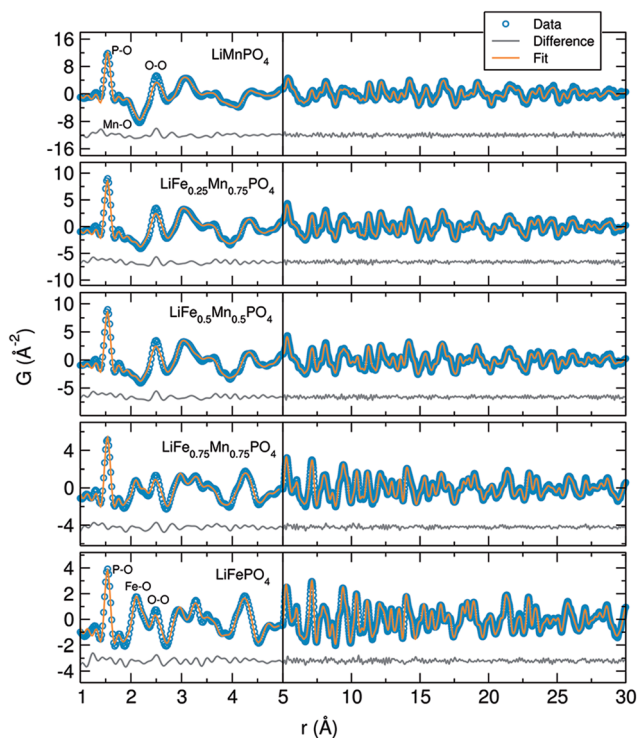 Data
Difference
Fit
16
8
0
-8
-16
P-O
O-O
Mn-O
LiMnPO4
10
5
0
-5
-10
LiFe0.25Mn0.75PO4
10
5
0
-5
LiFe0.5Mn0.5PO4
4
0
-4
LiFe0.75Mn0.75PO4
4
2
0
-2
-4
P-O
Fe-O
O-O
LiFePO4
G (Å-2)
1 2 3 4 5 10 15 20 25 30
r (Å)